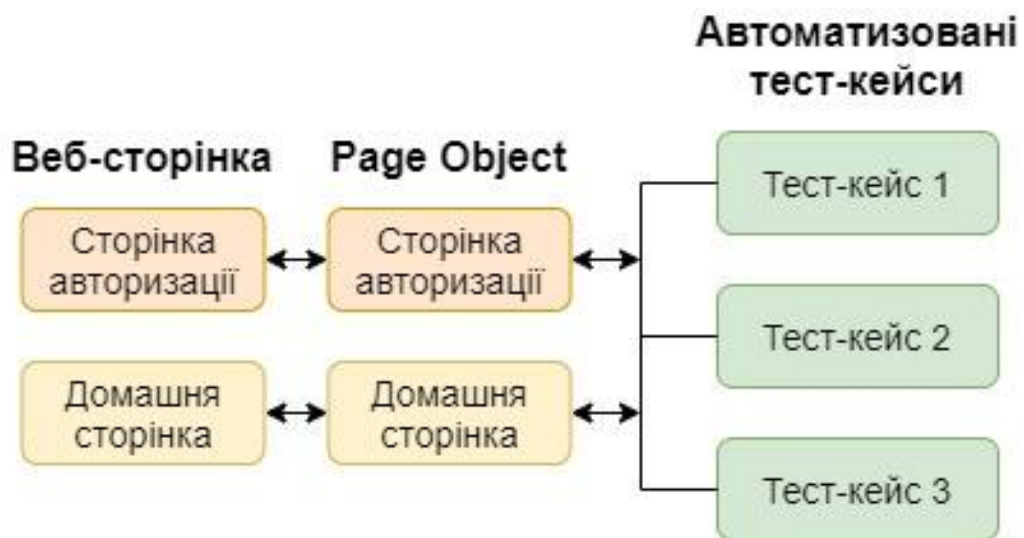 Автоматизовані
тест-кейси
Веб-сторінка
Page Object
Тест-кейс 1
Сторінка
авторизації
Сторінка
авторизації
Тест-кейс 2
Домашня
сторінка
Домашня
сторінка
Тест-кейс 3